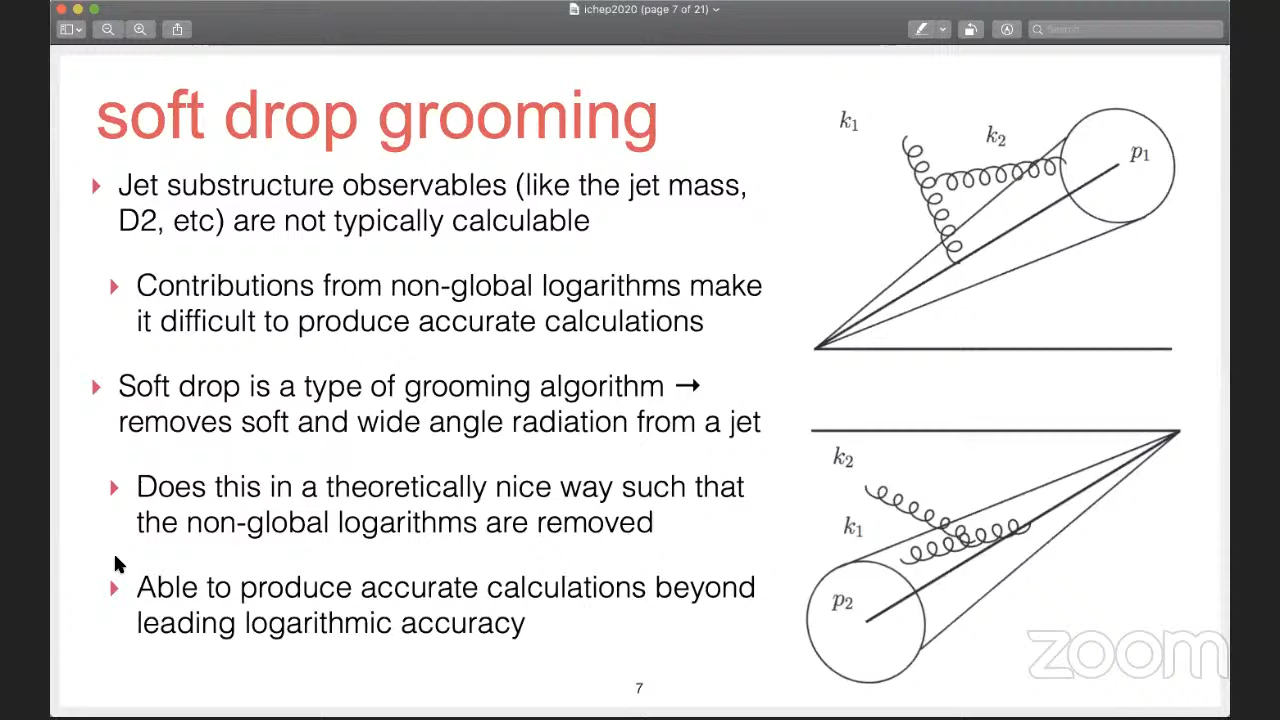 ichep2020 (page 7 of 21)
Search
soft drop grooming
Jet substructure observables (like the jet mass,
D2, etc) are not typically calculable
Contributions from non-global logarithms make
it difficult to produce accurate calculations
Soft drop is a type of grooming algorithm →
removes soft and wide angle radiation from a jet
Does this in a theoretically nice way such that
the non-global logarithms are removed
Able to produce accurate calculations beyond
leading logarithmic accuracy
k1
k2
p1
k2
k1
p2
7
zoom